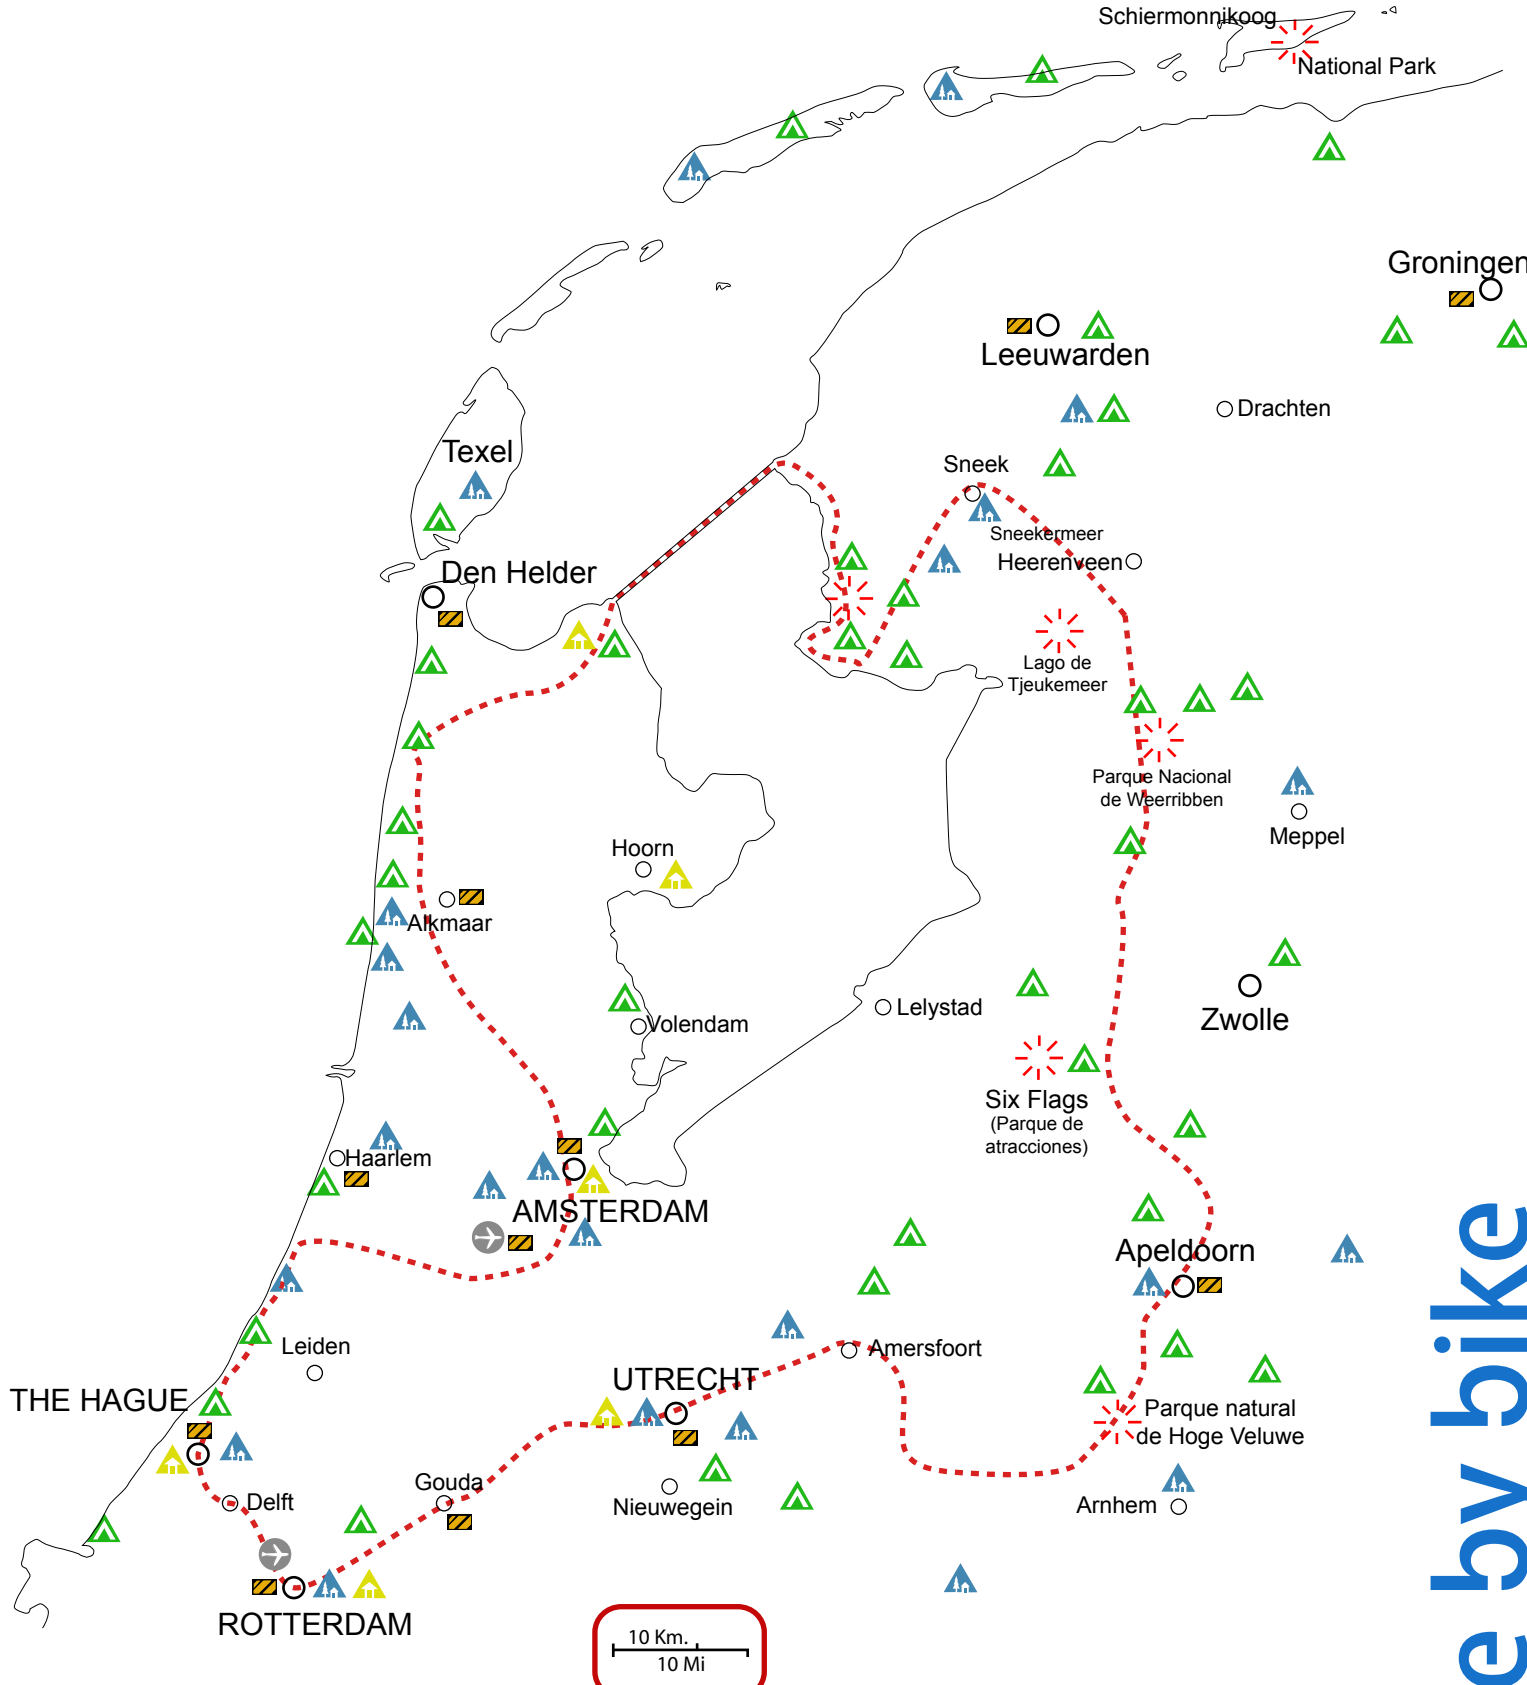 Schiermonnikoog
National Park
Groningen
Leeuwarden
Drachten
Texel
Sneek
Sneekermeer
Heerenveen
Den Helder
Lago de
Tjeukemeer
Parque Nacional
de Weerribben
Meppel
Hoorn
Alkmaar
Zwolle
Lelystad
Volendam
Six Flags
(Parque de
atracciones)
Haarlem
AMSTERDAM
Apeldoorn
Leiden
Amersfoort
UTRECHT
THE HAGUE
Parque natural
de Hoge Veluwe
Gouda
Nieuwegein
Delft
Arnhem
ROTTERDAM
10 Km.
10 Mi
e by bike